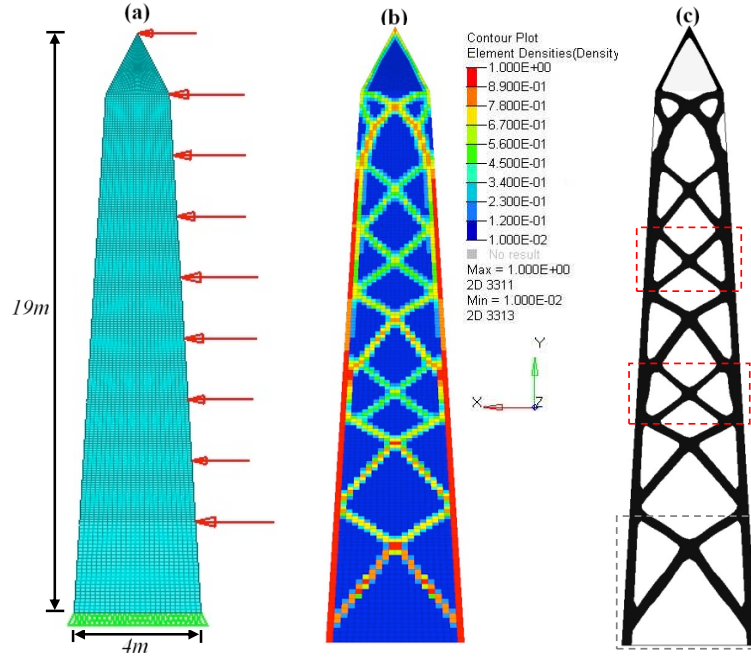 (a)
(b)
(c)
19m
4m
Contour Plot
Element Densities(Density
1.000E+00
8.900E-01
7.800E-01
6.700E-01
5.600E-01
4.500E-01
3.400E-01
2.300E-01
1.200E-01
1.000E-02
No result
Max = 1.000E+00
2D 3311
Min = 1.000E-02
2D 3313
Y
X
Z